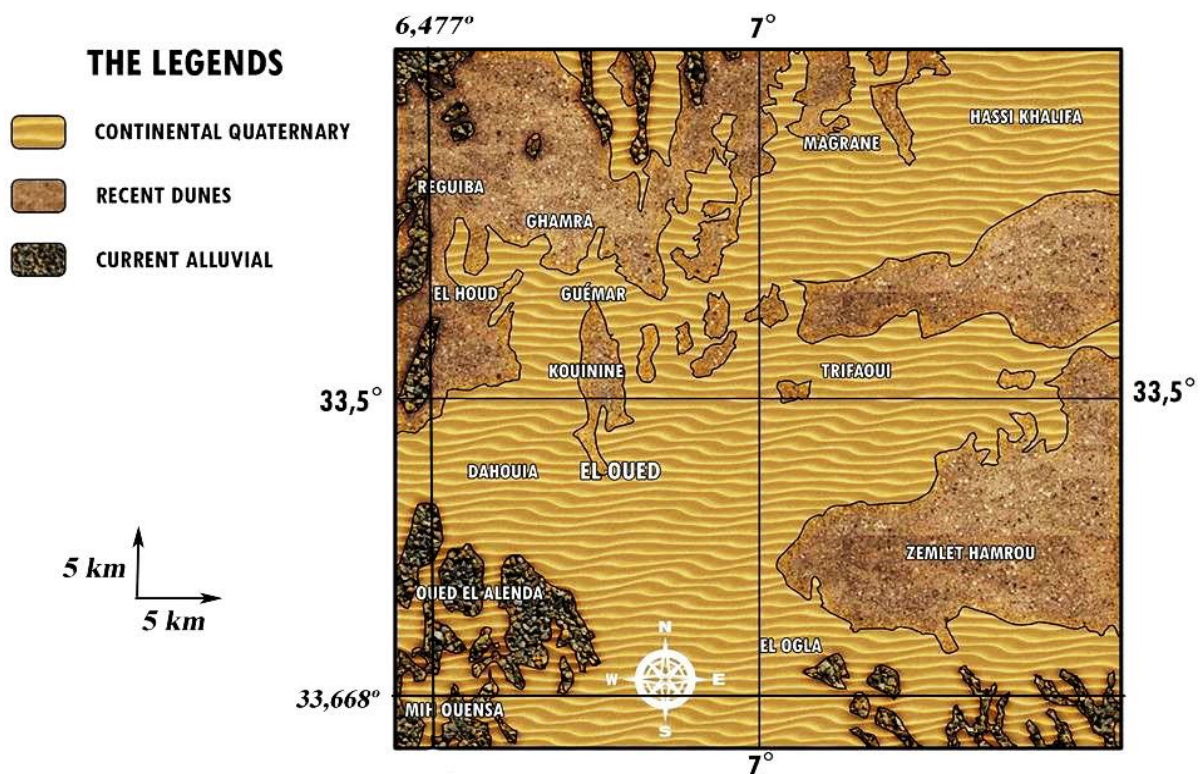 6,477°
7°
THE LEGENDS
CONTINENTAL QUATERNARY
RECENT DUNES
CURRENT ALLUVIAL
HASSI KHALIFA
MAGRANE
REGUIBA
GHAMRA
EL HOUD
GUÉMAR
KOUININE
TRIFAOUI
33,5°
33,5°
DAHOUIA
EL OUED
ZEMLET HAMROU
5 km
5 km
OUED EL ALENDA
N
W
E
S
EL OGLA
33,668°
MIH OUENSA
7°